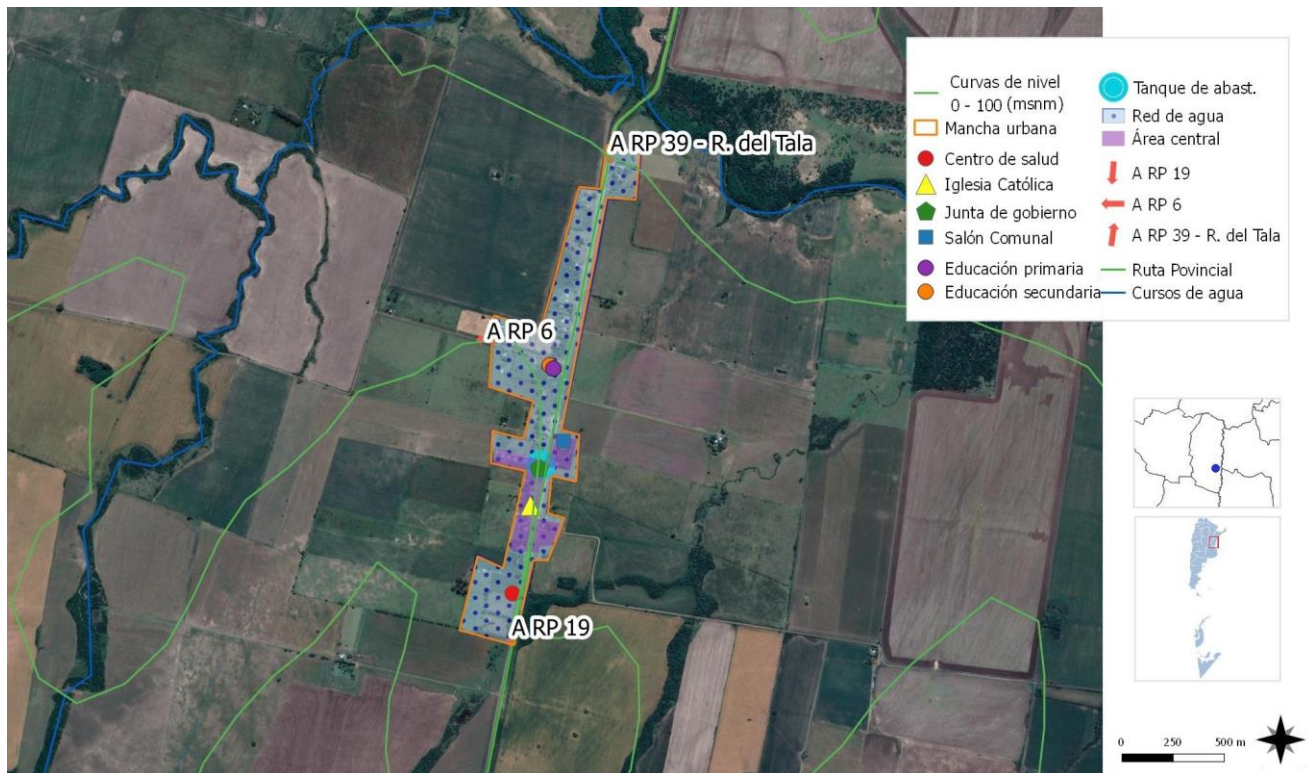 A RP 39 - R. del Tala
A RP 6
A RP 19
Curvas de nivel
0 - 100 (msnm)
Mancha urbana
Centro de salud
Iglesia Católica
Junta de gobierno
Salón Comunal
Educación primaria
Educación secundaria
Tanque de abast.
Red de agua
Área central
A RP 19
A RP 6
A RP 39 - R. del Tala
Ruta Povincial
Cursos de agua
0 250 500 m